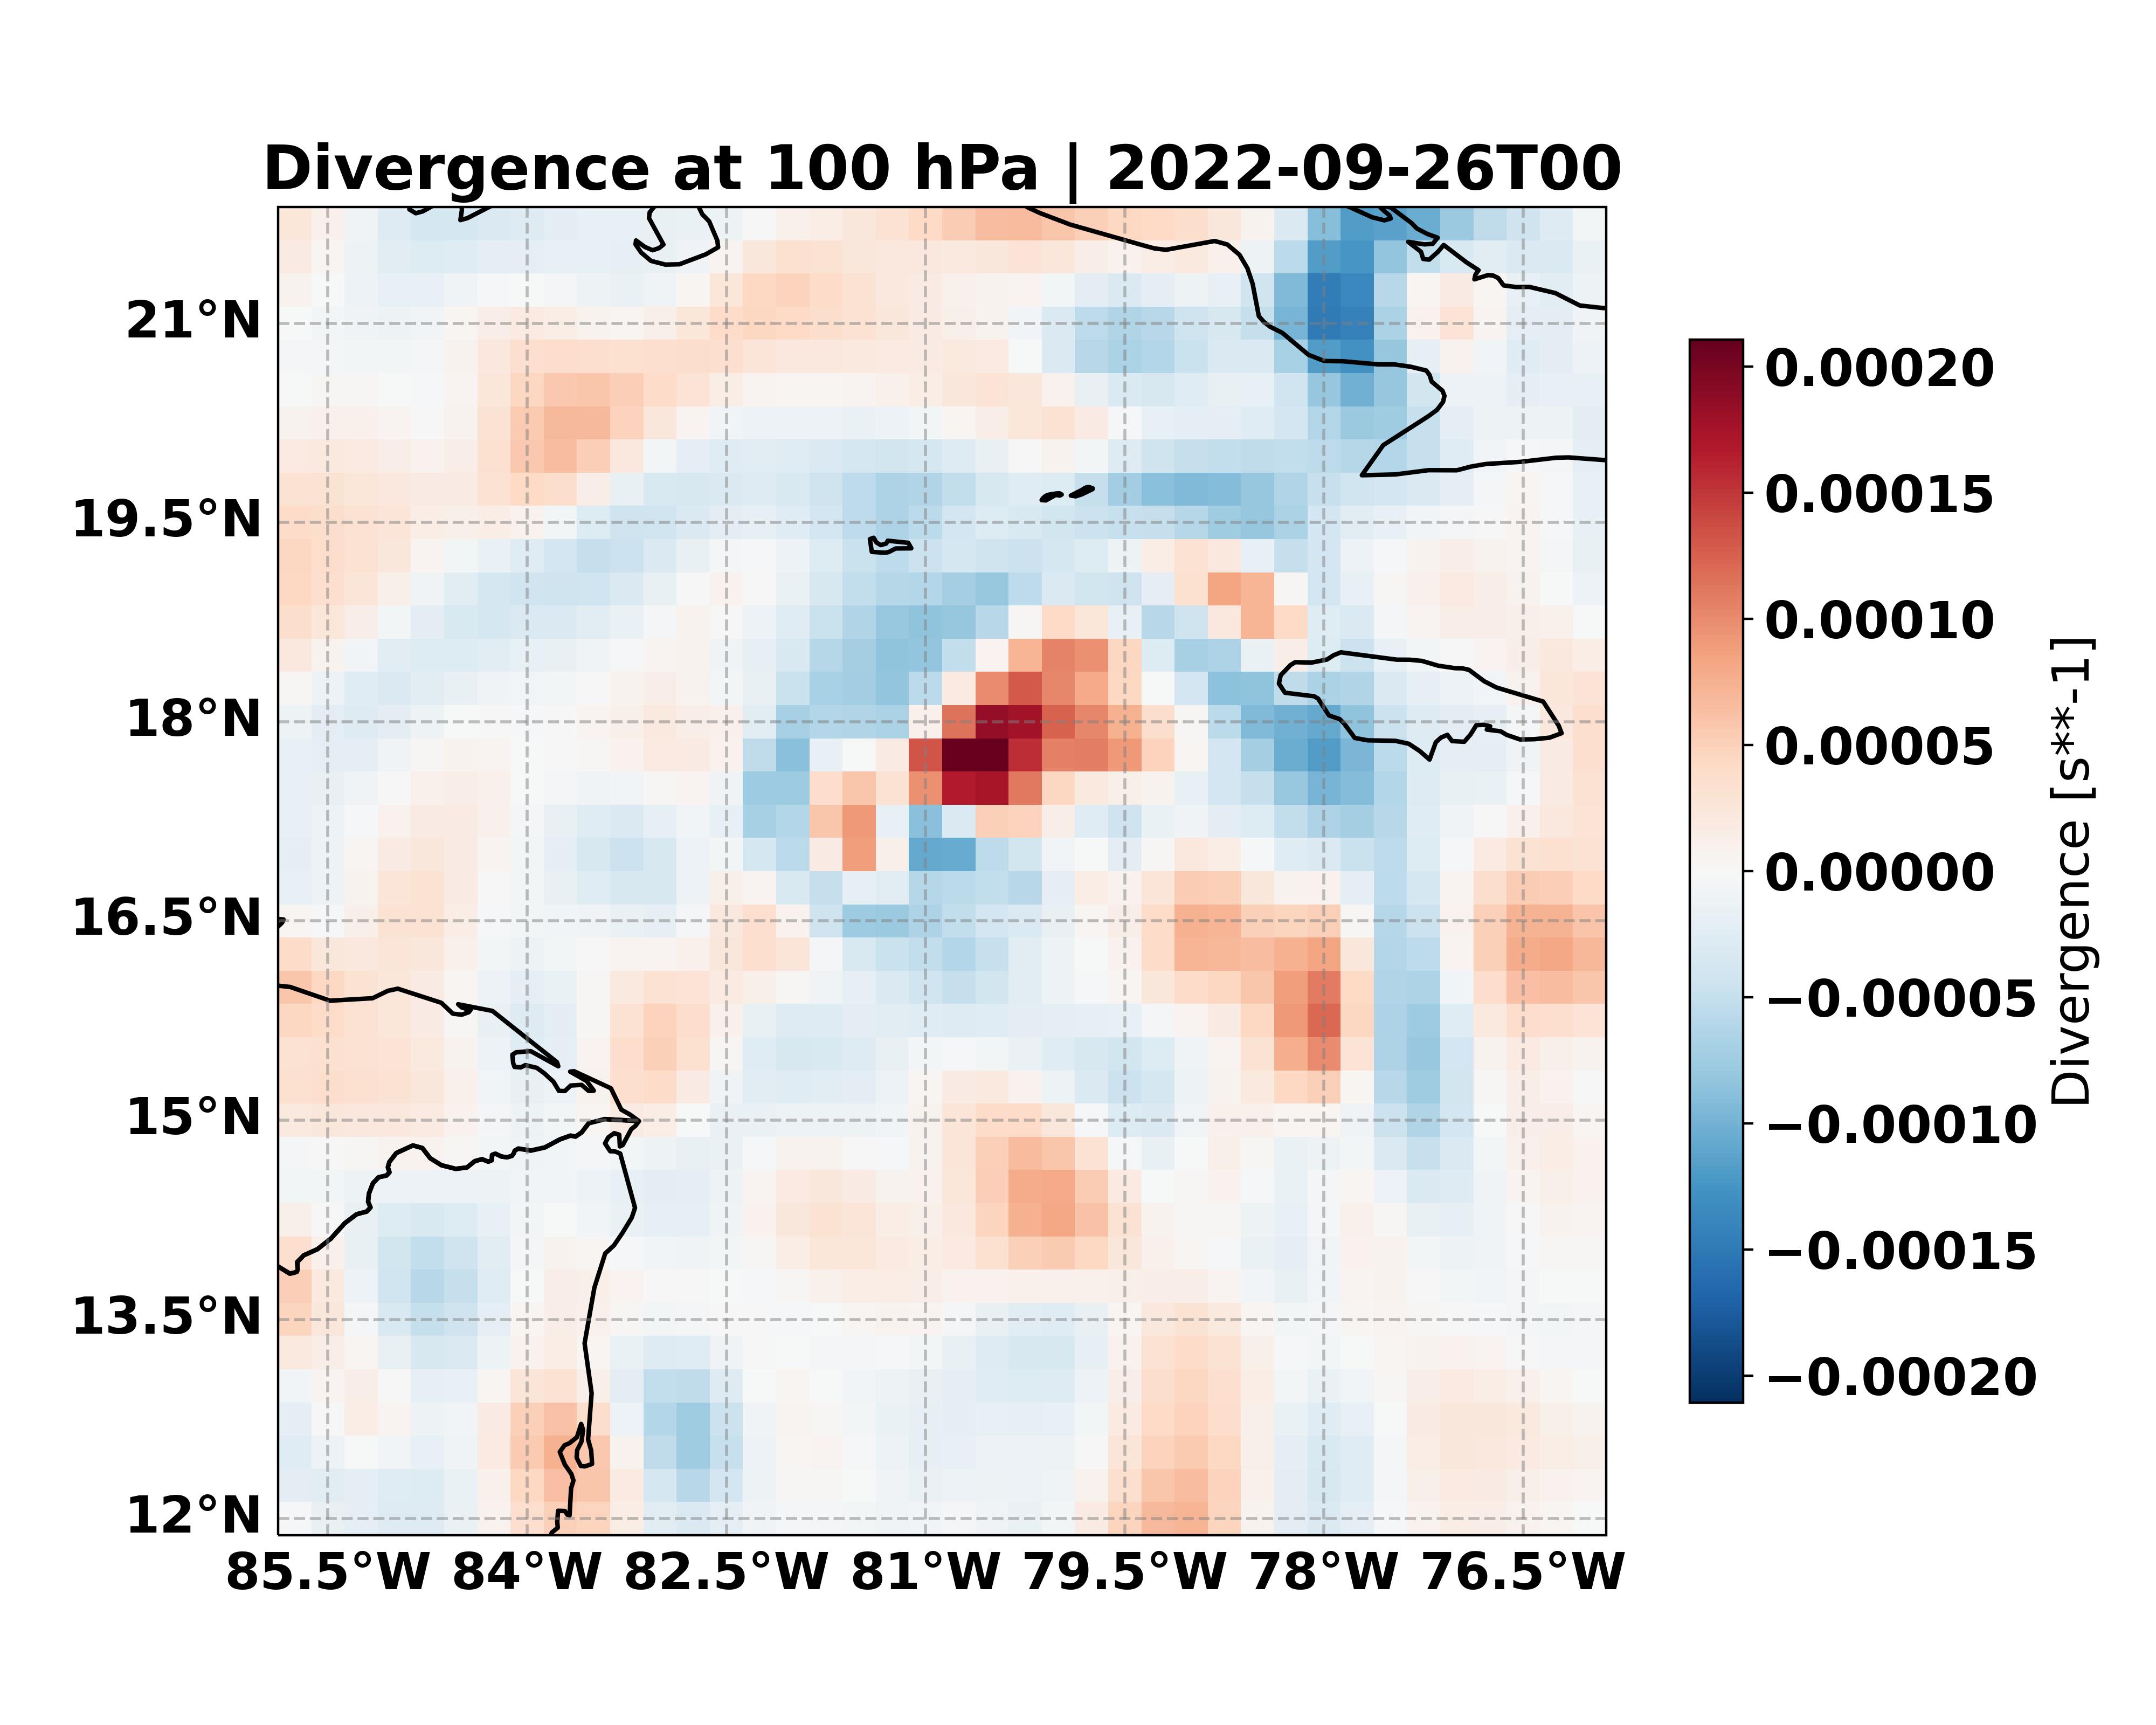 Divergence at 100 hPa | 2022-09-26T00
21°N
19.5°N
18°N
16.5°N
15°N
13.5°N
12°N
85.5°W 84°W 82.5°W 81°W 79.5°W 78°W 76.5°W
0.00020
0.00015
0.00010
0.00005
0.00000
−0.00005
−0.00010
−0.00015
−0.00020
Divergence [s**-1]